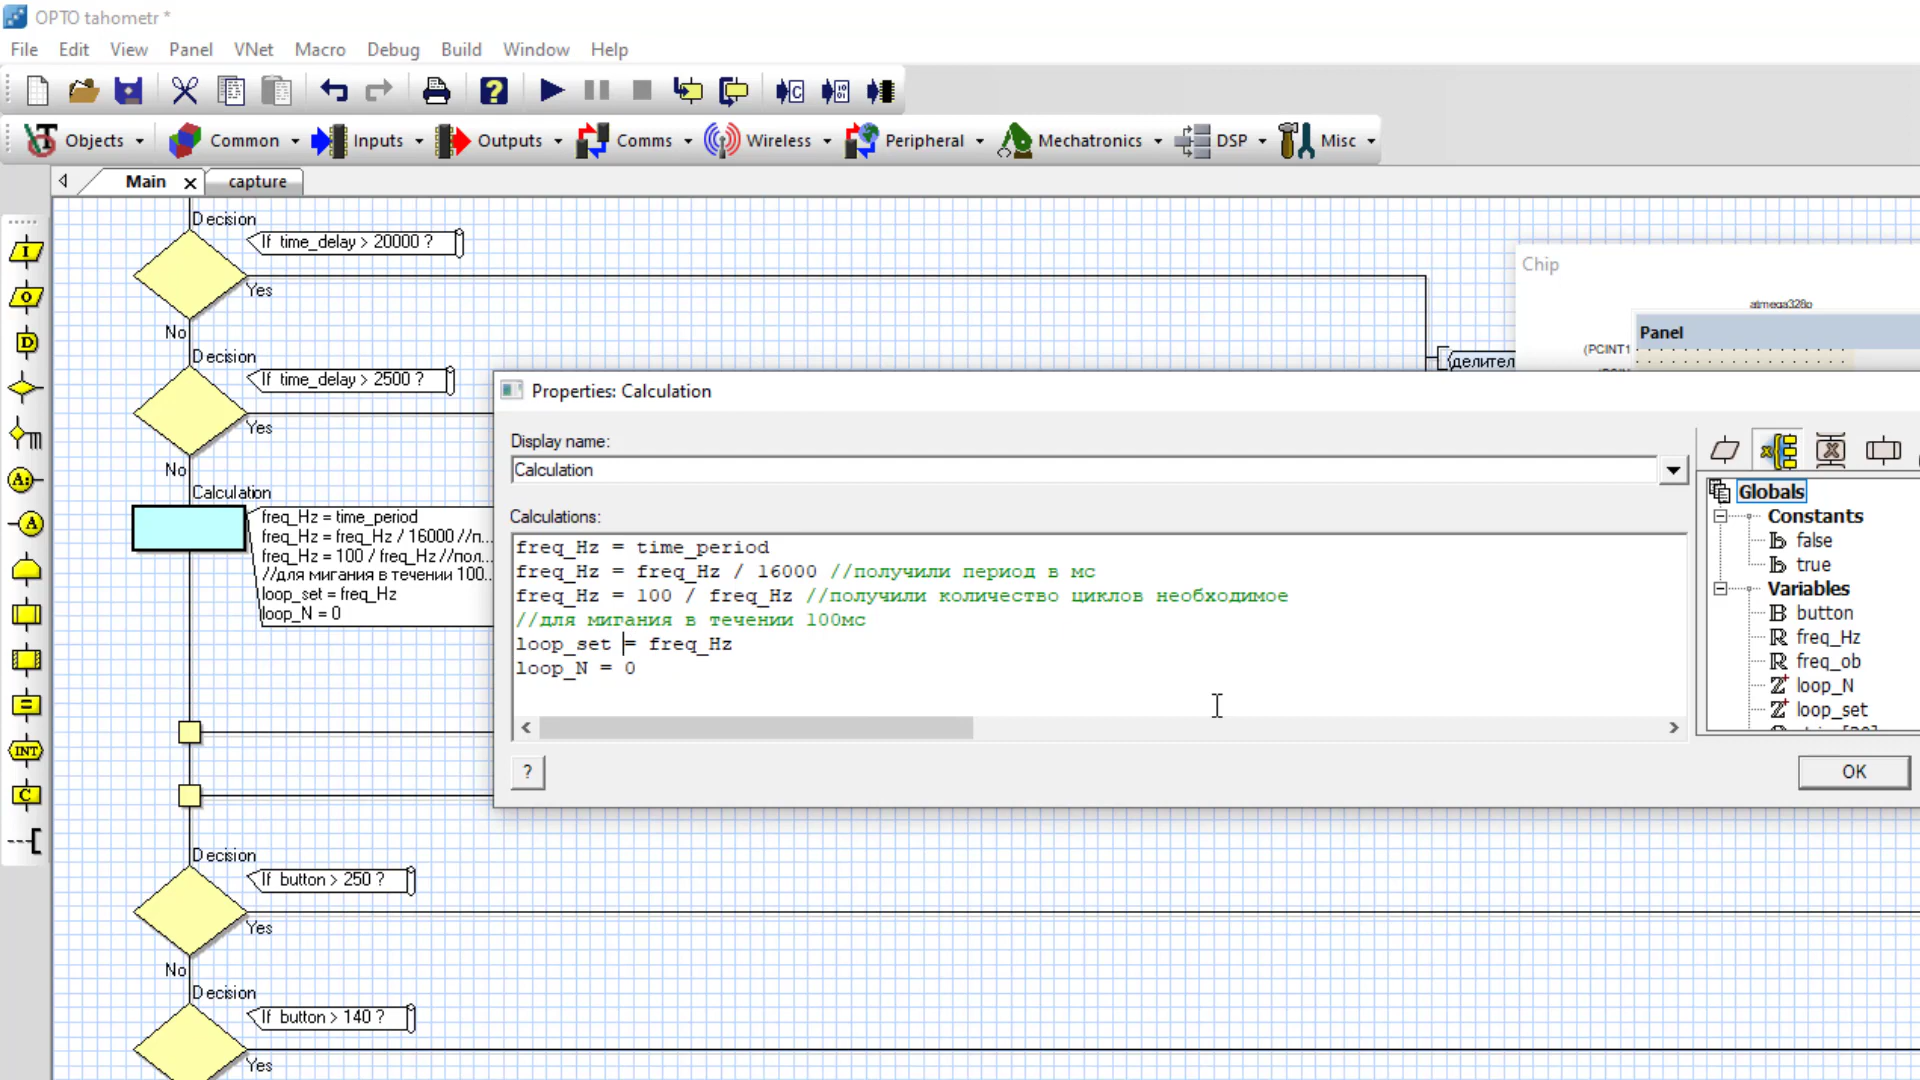 OPTO tahometr *
File Edit View Panel VNet Macro Debug Build Window Help
Objects Common Inputs Outputs Comms Wireless Peripheral Mechatronics DSP Misc
Main capture
Decision
If time_delay > 20000 ?
Yes
No
Decision
If time_delay > 2500 ?
Yes
No
Calculation
freq_Hz = time_period
freq_Hz = freq_Hz / 16000 //п...
freq_Hz = 100 / freq_Hz //пол...
//для мигания в течении 100...
loop_set = freq_Hz
loop_N = 0
Decision
If button > 250 ?
Yes
No
Decision
If button > 140 ?
Yes
Chip
atmega328p
Panel
(PCINT1
(делител
Properties: Calculation
Display name:
Calculation
Calculations:
freq_Hz = time_period
freq_Hz = freq_Hz / 16000 //получили период в мс
freq_Hz = 100 / freq_Hz //получили количество циклов необходимое
//для мигания в течении 100мс
loop_set = freq_Hz
loop_N = 0
Globals
Constants
false
true
Variables
button
freq_Hz
freq_ob
loop_N
loop_set
?
OK